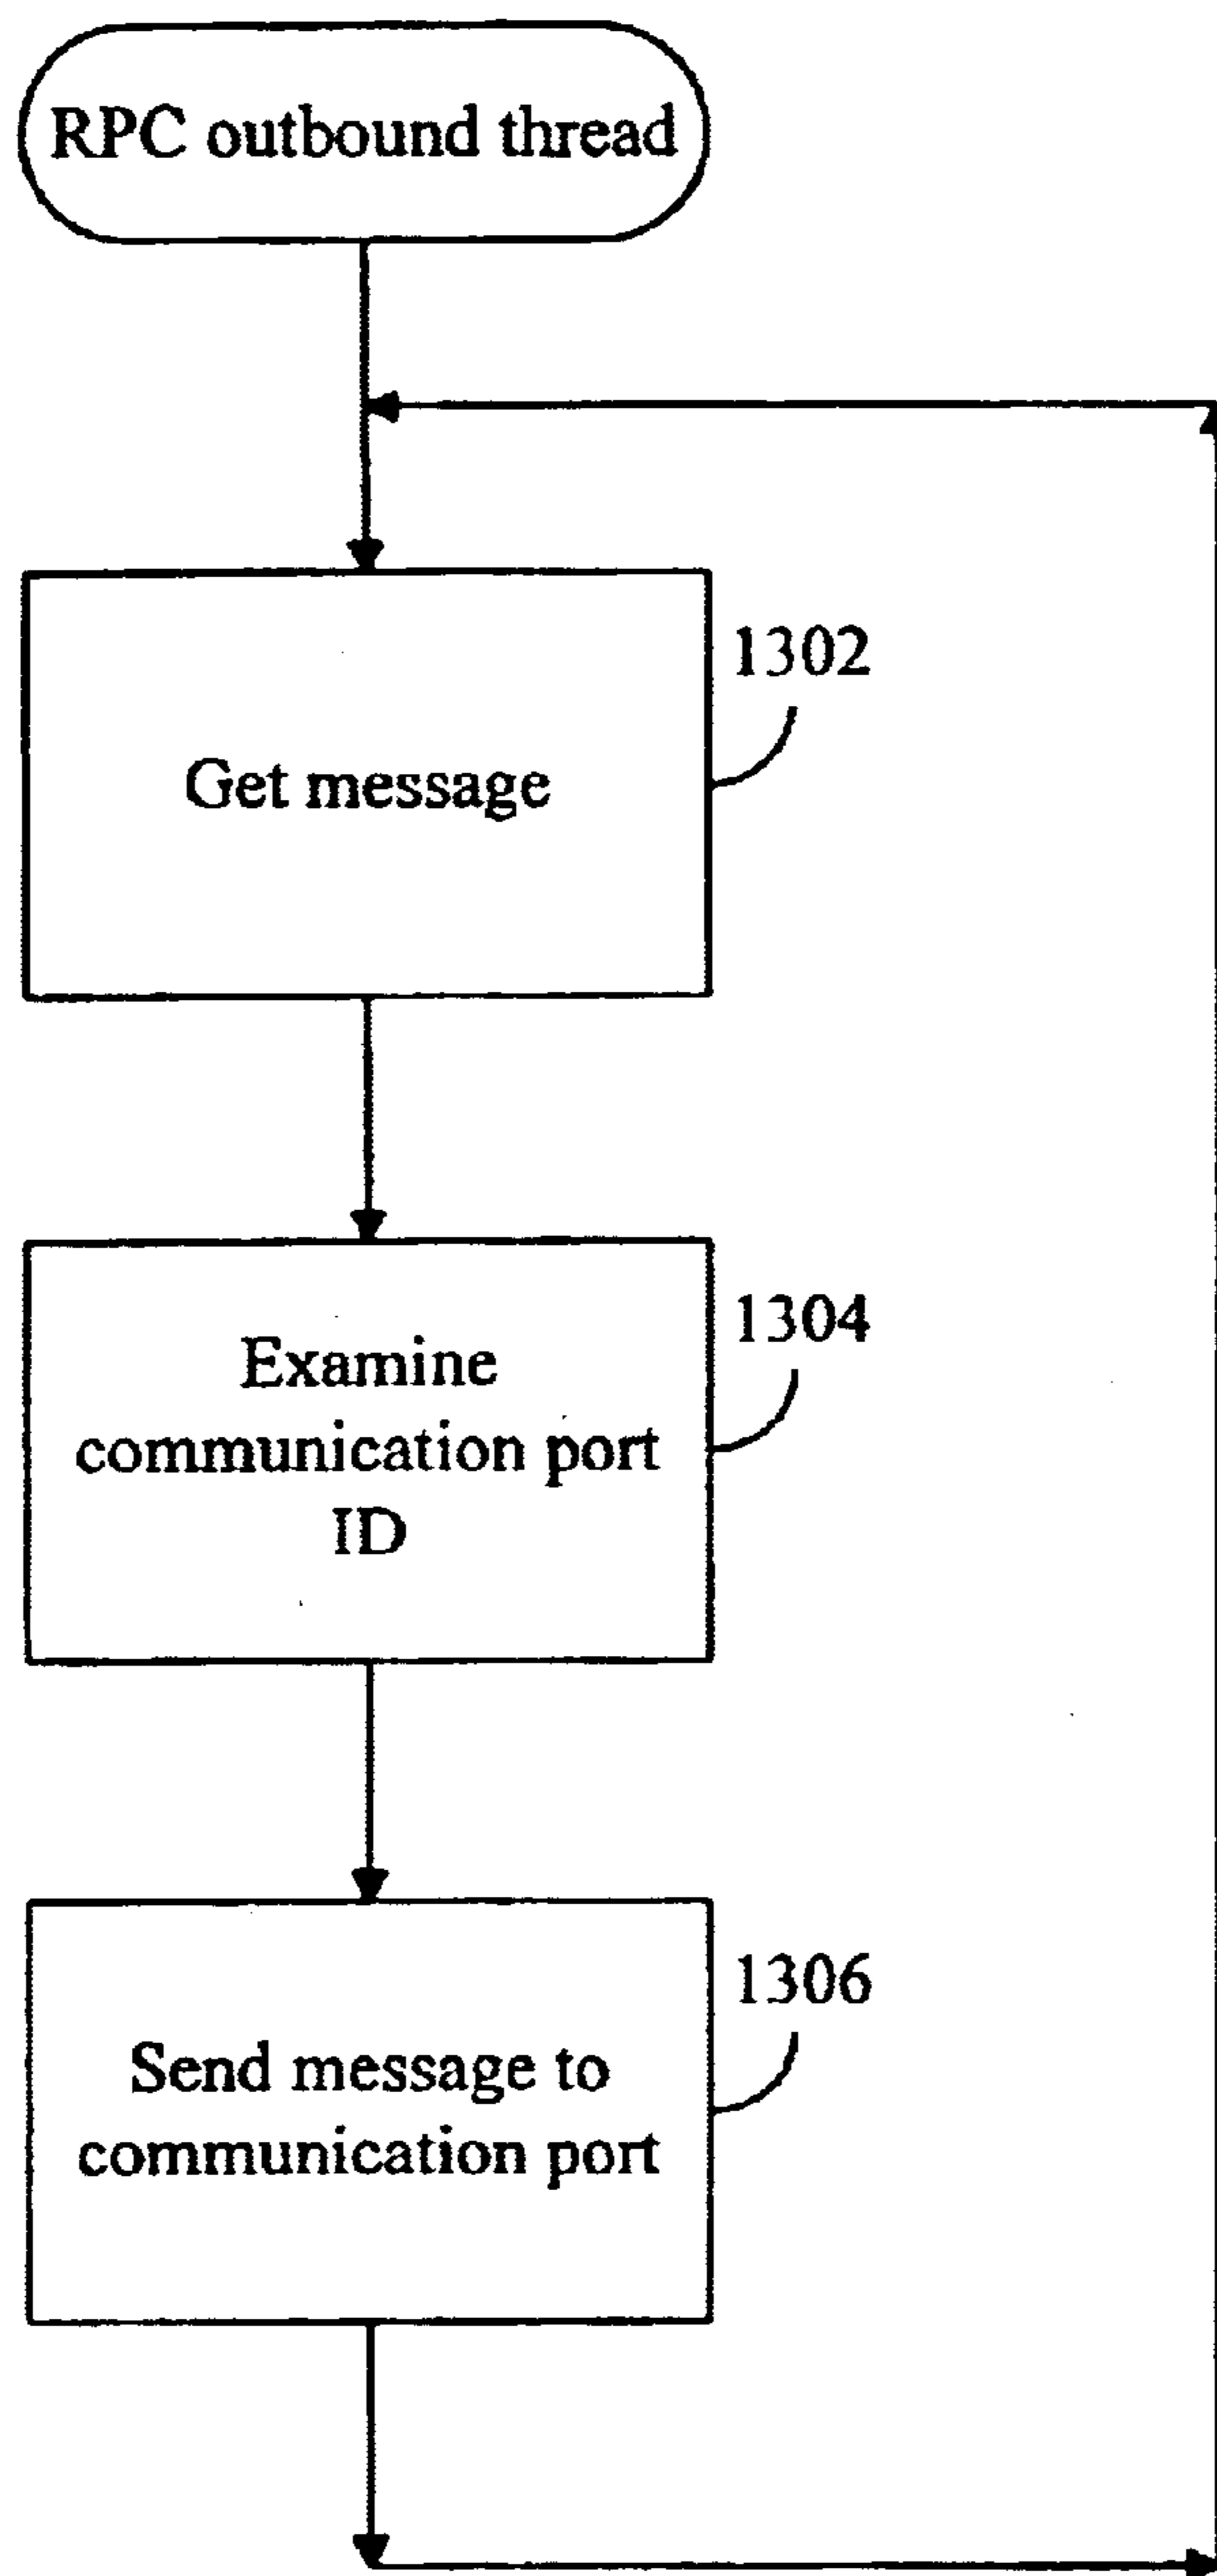 RPC outbound thread
1302
Get message
1304
Examine
communication port
ID
1306
Send message to
communication port